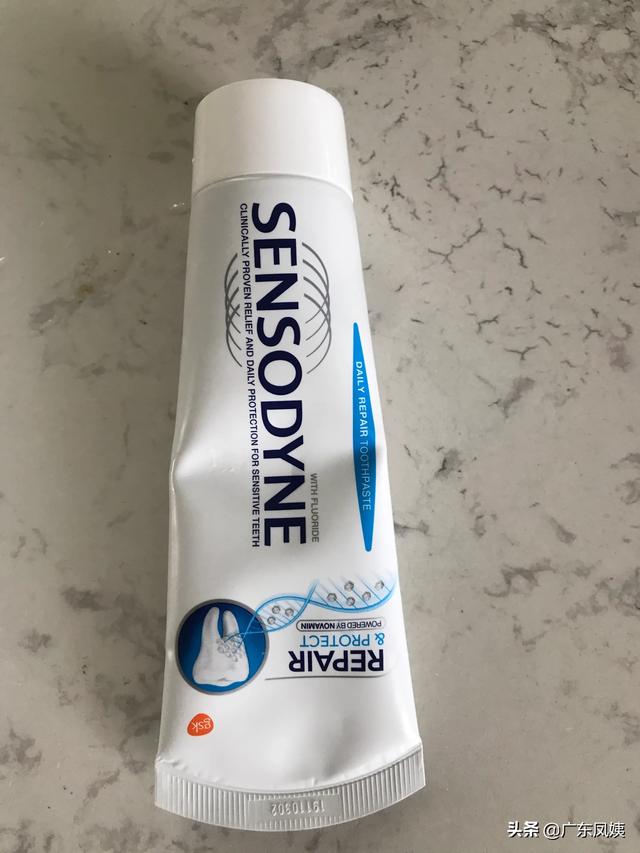 SENSODYNE
CLINICALLY PROVEN RELIEF AND DAILY PROTECTION FOR SENSITIVE TEETH
WITH FLUORIDE
DAILY REPAIR TOOTHPASTE
REPAIR
& PROTECT
POWERED BY NOVAMIN
gsk
19110302
头条 @广东凤姨